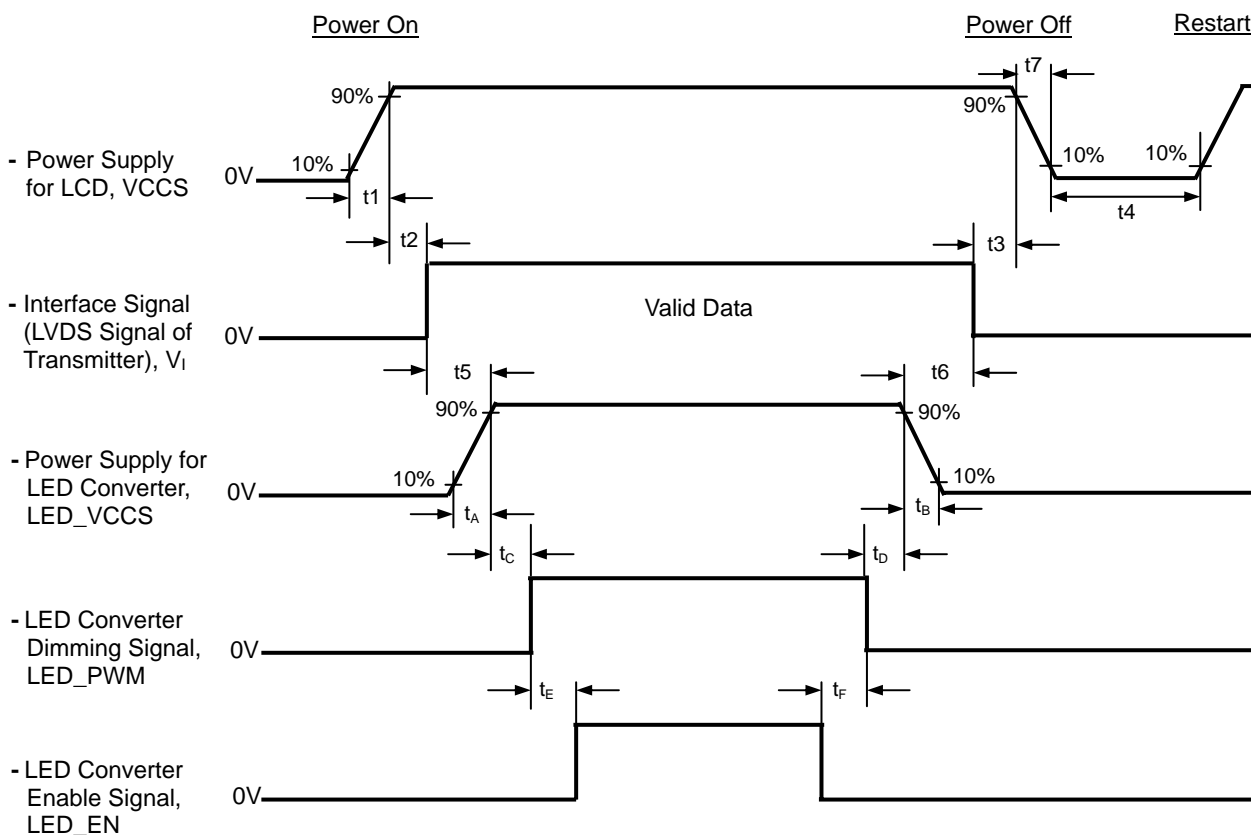 Power On
Power Off
Restart
t7
90%
90%
10%
10%
10%
- Power Supply
for LCD, VCCS
0V
t1
t4
t2
t3
- Interface Signal
(LVDS Signal of
Transmitter), VI
0V
Valid Data
t5
t6
90%
90%
- Power Supply for
LED Converter,
LED_VCCS
0V
10%
10%
tA
tB
tC
tD
- LED Converter
Dimming Signal,
LED_PWM
0V
tE
tF
- LED Converter
Enable Signal,
LED_EN
0V